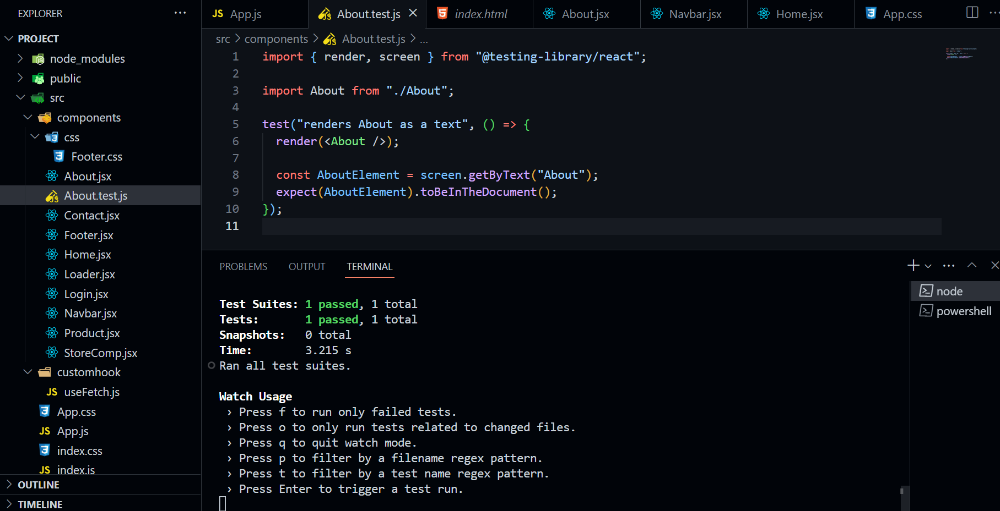 EXPLORER
PROJECT
node_modules
public
src
components
css
Footer.css
About.jsx
About.test.js
Contact.jsx
Footer.jsx
Home.jsx
Loader.jsx
Login.jsx
Navbar.jsx
Product.jsx
StoreComp.jsx
customhook
JS useFetch.js
App.css
JS App.js
index.css
JS index.js
OUTLINE
TIMELINE
JS App.js About.test.js index.html About.jsx Navbar.jsx Home.jsx App.css
src > components > About.test.js > ...
1 import { render, screen } from "@testing-library/react";
2
3 import About from "./About";
4
5 test("renders About as a text", () => {
6 render(<About />);
7
8 const AboutElement = screen.getByText("About");
9 expect(AboutElement).toBeInTheDocument();
10 });
11
PROBLEMS OUTPUT TERMINAL
Test Suites: 1 passed, 1 total
Tests: 1 passed, 1 total
Snapshots: 0 total
Time: 3.215 s
Ran all test suites.
Watch Usage
› Press f to run only failed tests.
› Press o to only run tests related to changed files.
› Press q to quit watch mode.
› Press p to filter by a filename regex pattern.
› Press t to filter by a test name regex pattern.
› Press Enter to trigger a test run.
node
powershell